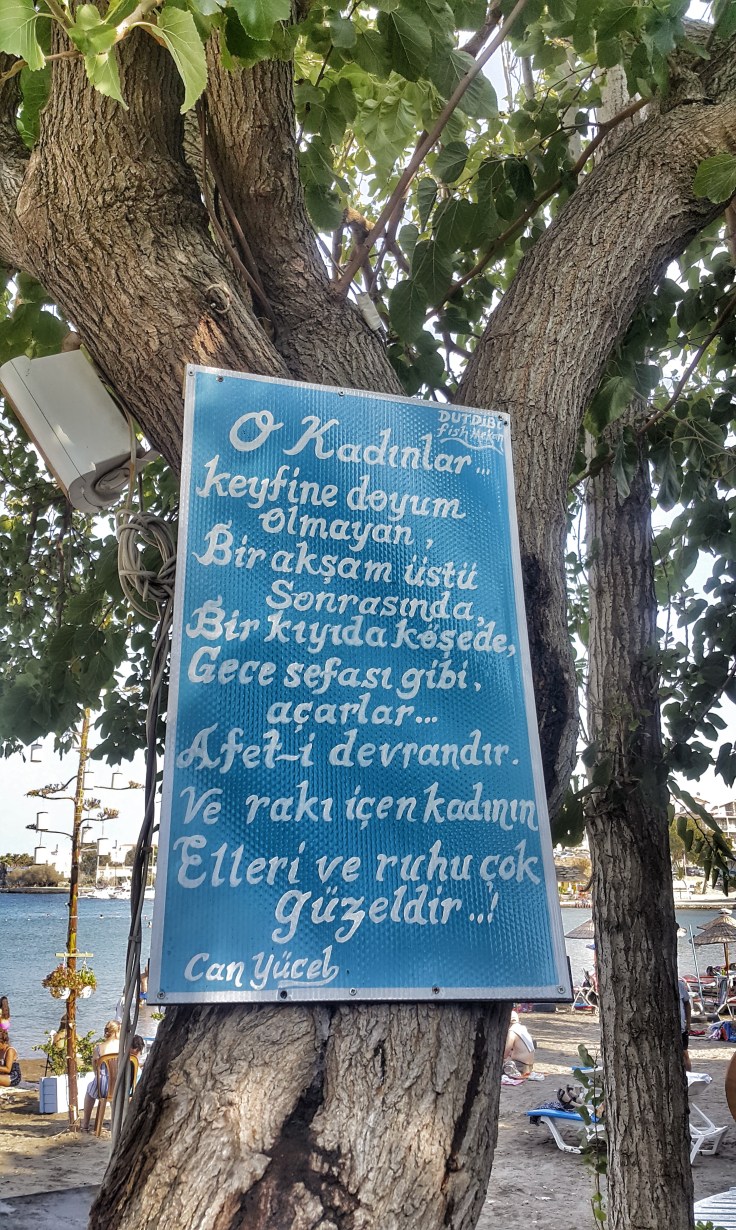 DUTDİBİ
fish Mekan
O Kadınlar...
keyfine doyum
olmayan,
Bir akşam üstü
Sonrasında,
Bir kıyıda köşede,
Gece sefası gibi,
açarlar...
Afet-i devrandır.
Ve rakı içen kadının
Elleri ve ruhu çok
güzeldir..!
Can Yücel